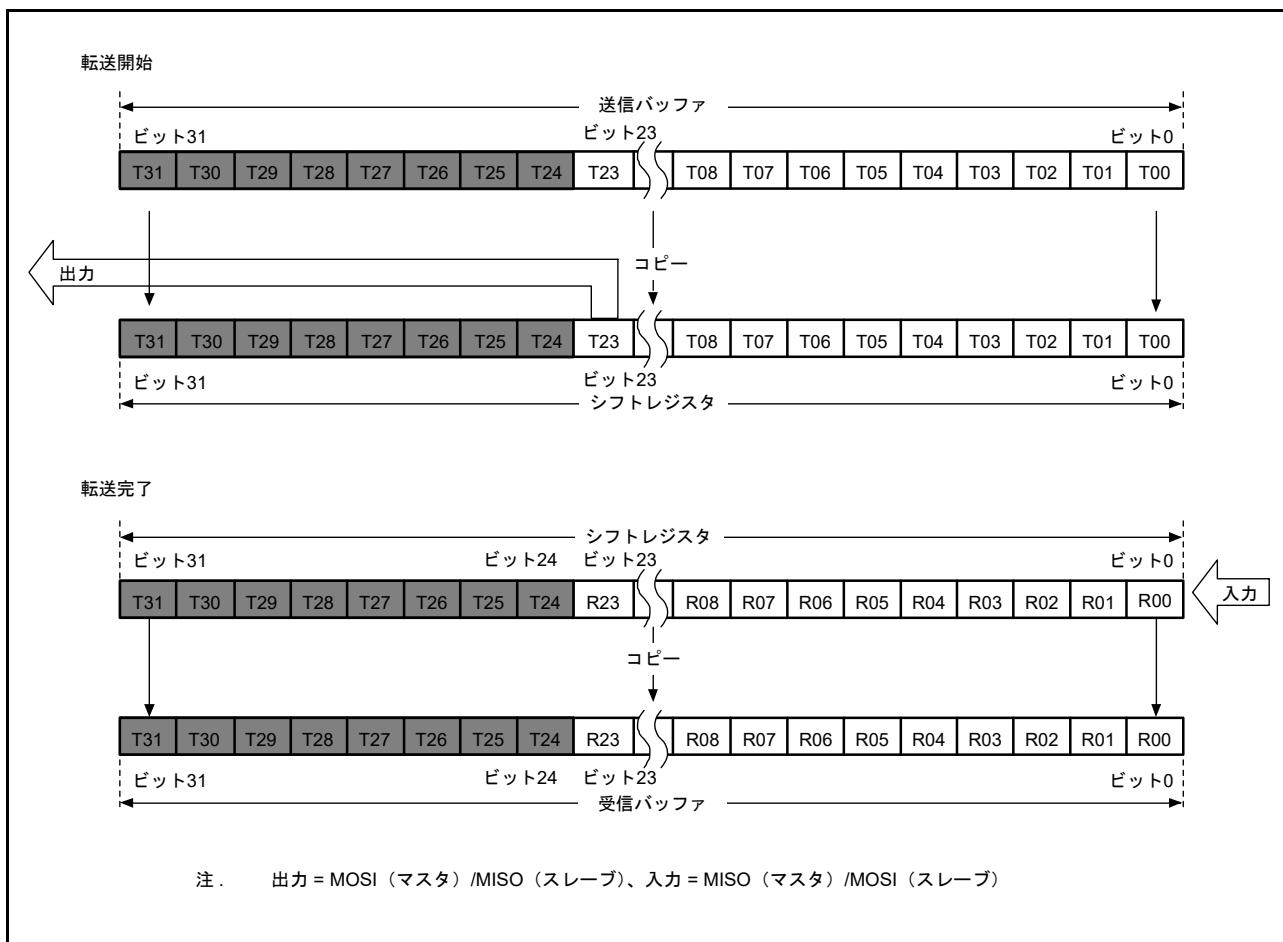 転送開始
送信バッファ
ビット31 ビット23 ビット0
T31 T30 T29 T28 T27 T26 T25 T24 T23 T08 T07 T06 T05 T04 T03 T02 T01 T00
出力
コピー
T31 T30 T29 T28 T27 T26 T25 T24 T23 T08 T07 T06 T05 T04 T03 T02 T01 T00
ビット31 ビット23 ビット0
シフトレジスタ
転送完了
シフトレジスタ
ビット31 ビット24 ビット23 ビット0
T31 T30 T29 T28 T27 T26 T25 T24 R23 R08 R07 R06 R05 R04 R03 R02 R01 R00
入力
コピー
T31 T30 T29 T28 T27 T26 T25 T24 R23 R08 R07 R06 R05 R04 R03 R02 R01 R00
ビット31 ビット24 ビット23 ビット0
受信バッファ
注. 出力 = MOSI（マスタ）/MISO（スレーブ）、入力 = MISO（マスタ）/MOSI（スレーブ）